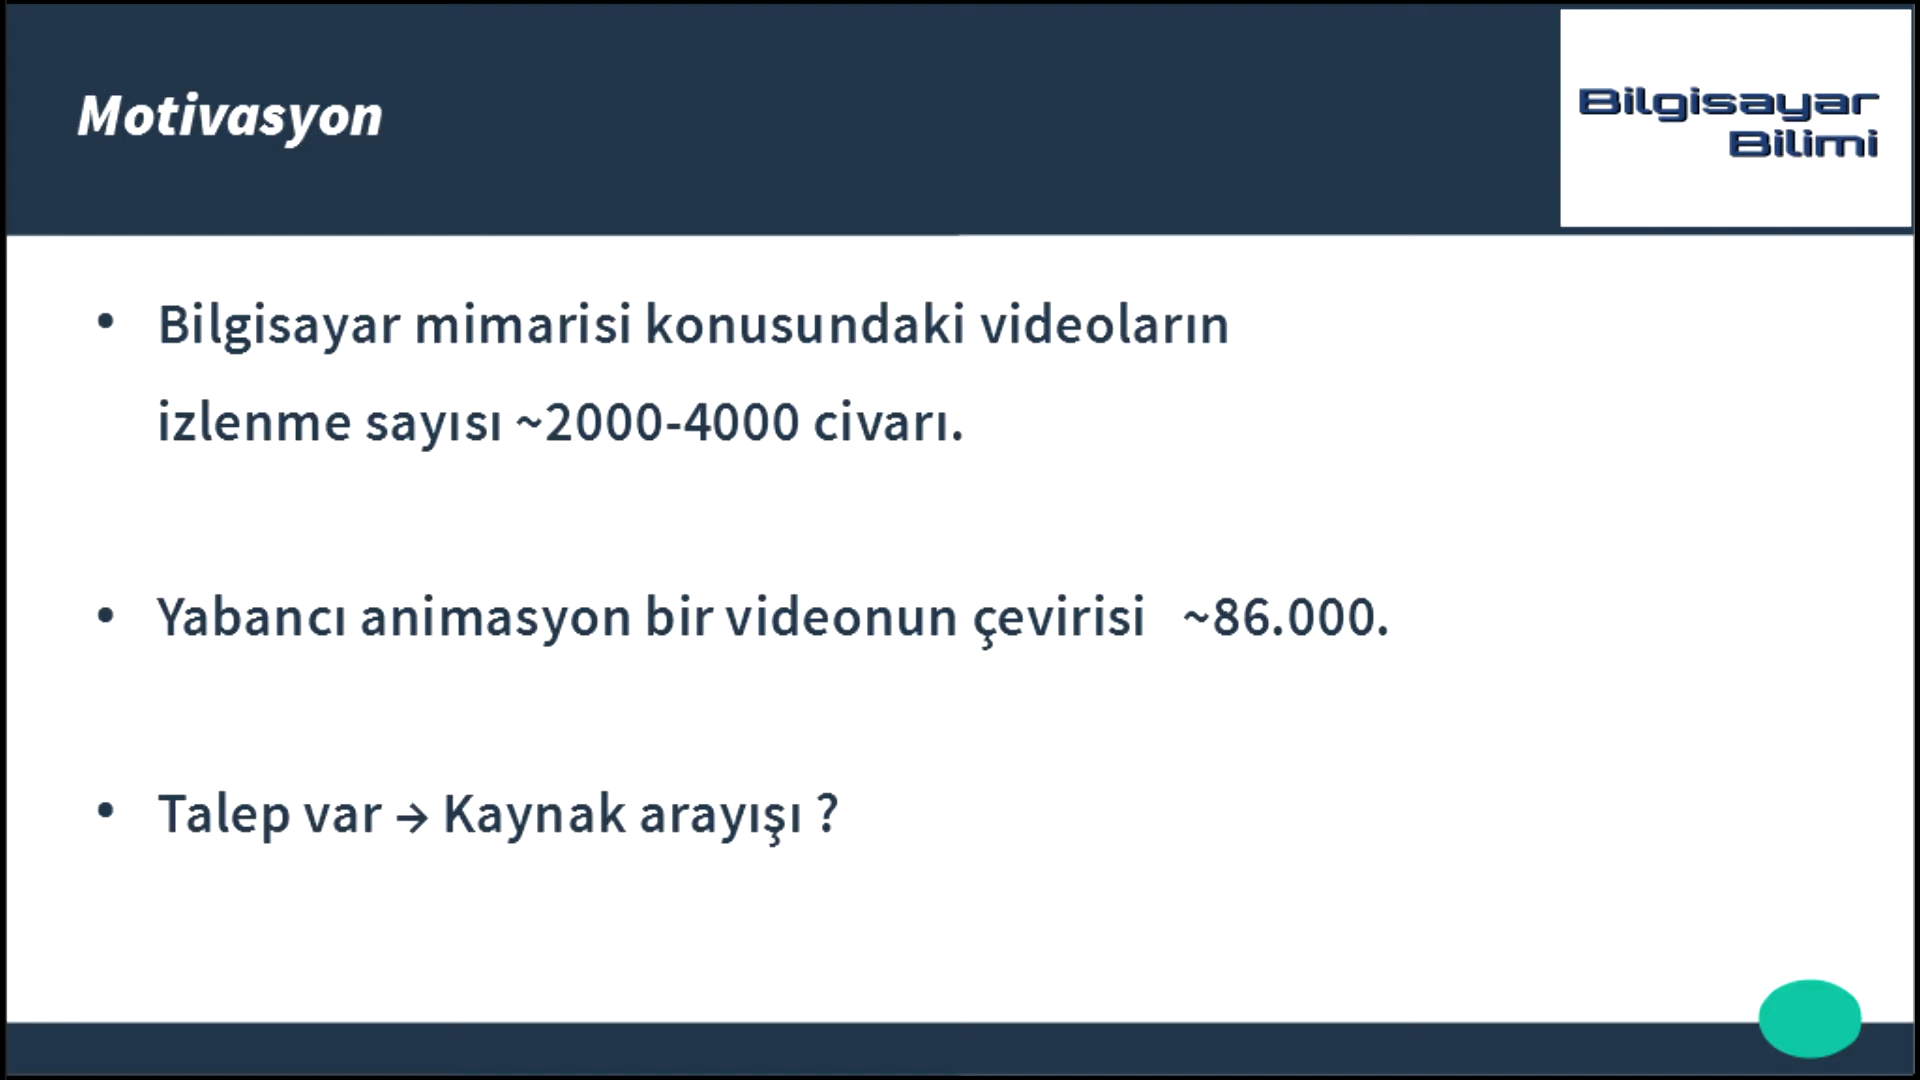 Motivasyon
Bilgisayar
Bilimi
• Bilgisayar mimarisi konusundaki videoların
izlenme sayısı ~2000-4000 civarı.
• Yabancı animasyon bir videonun çevirisi ~86.000.
• Talep var → Kaynak arayışı ?